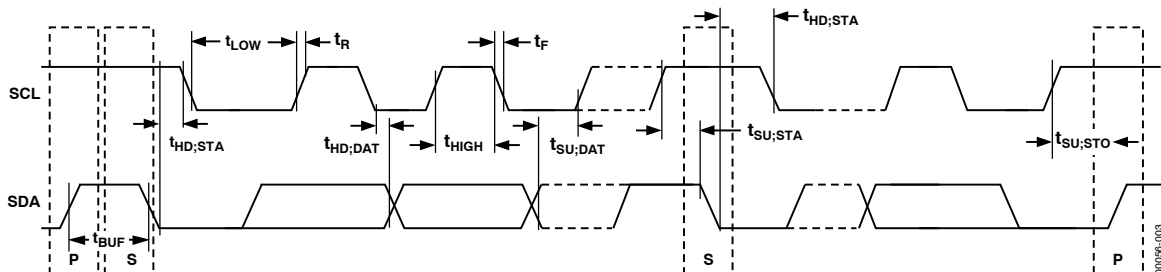 tHD;STA
tLOW
tR
tF
SCL
tHD;STA
tHD;DAT
tHIGH
tSU;DAT
tSU;STA
tSU;STO
SDA
tBUF
P
S
S
P